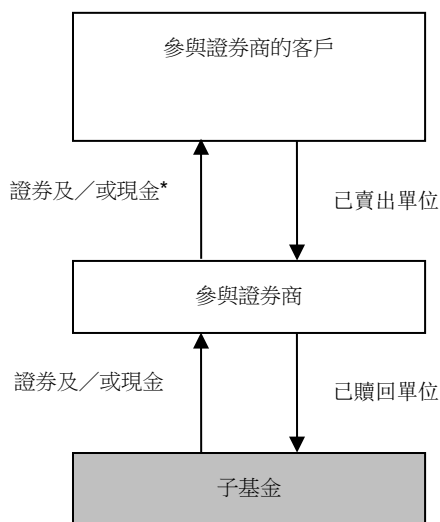 參與證券商的客戶
證券及／或現金*
已賣出單位
參與證券商
證券及／或現金
已贖回單位
子基金